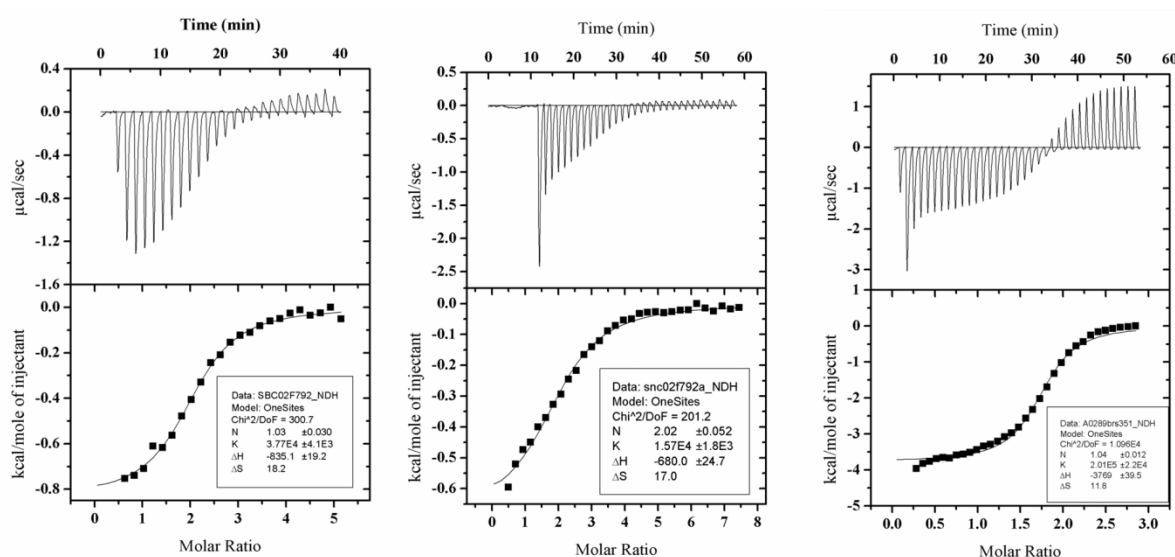 Time (min)
0 10 20 30 40
0.4
0.0
-0.4
-0.8
-1.2
-1.6
µcal/sec
0.0
-0.2
-0.4
-0.6
-0.8
kcal/mole of injectant
Data: SBC02F792_NDH
Model: OneSites
Chi^2/DoF = 300.7
N 1.03 ±0.030
K 3.77E4 ±4.1E3
ΔH -835.1 ±19.2
ΔS 18.2
0 1 2 3 4 5
Molar Ratio
Time (min)
0 10 20 30 40 50 60
0.5
0.0
-0.5
-1.0
-1.5
-2.0
-2.5
µcal/sec
0.0
-0.1
-0.2
-0.3
-0.4
-0.5
-0.6
kcal/mole of injectant
Data: snc02f792a_NDH
Model: OneSites
Chi^2/DoF = 201.2
N 2.02 ±0.052
K 1.57E4 ±1.8E3
ΔH -680.0 ±24.7
ΔS 17.0
0 1 2 3 4 5 6 7 8
Molar Ratio
Time (min)
0 10 20 30 40 50 60
1
0
-1
-2
-3
µcal/sec
1
0
-1
-2
-3
-4
-5
kcal/mole of injectant
Data: A0289brs351_NDH
Model: OneSites
Chi^2/DoF = 1.096E4
N 1.04 ±0.012
K 2.01E5 ±2.2E4
ΔH -3769 ±39.5
ΔS 11.8
0.0 0.5 1.0 1.5 2.0 2.5 3.0
Molar Ratio